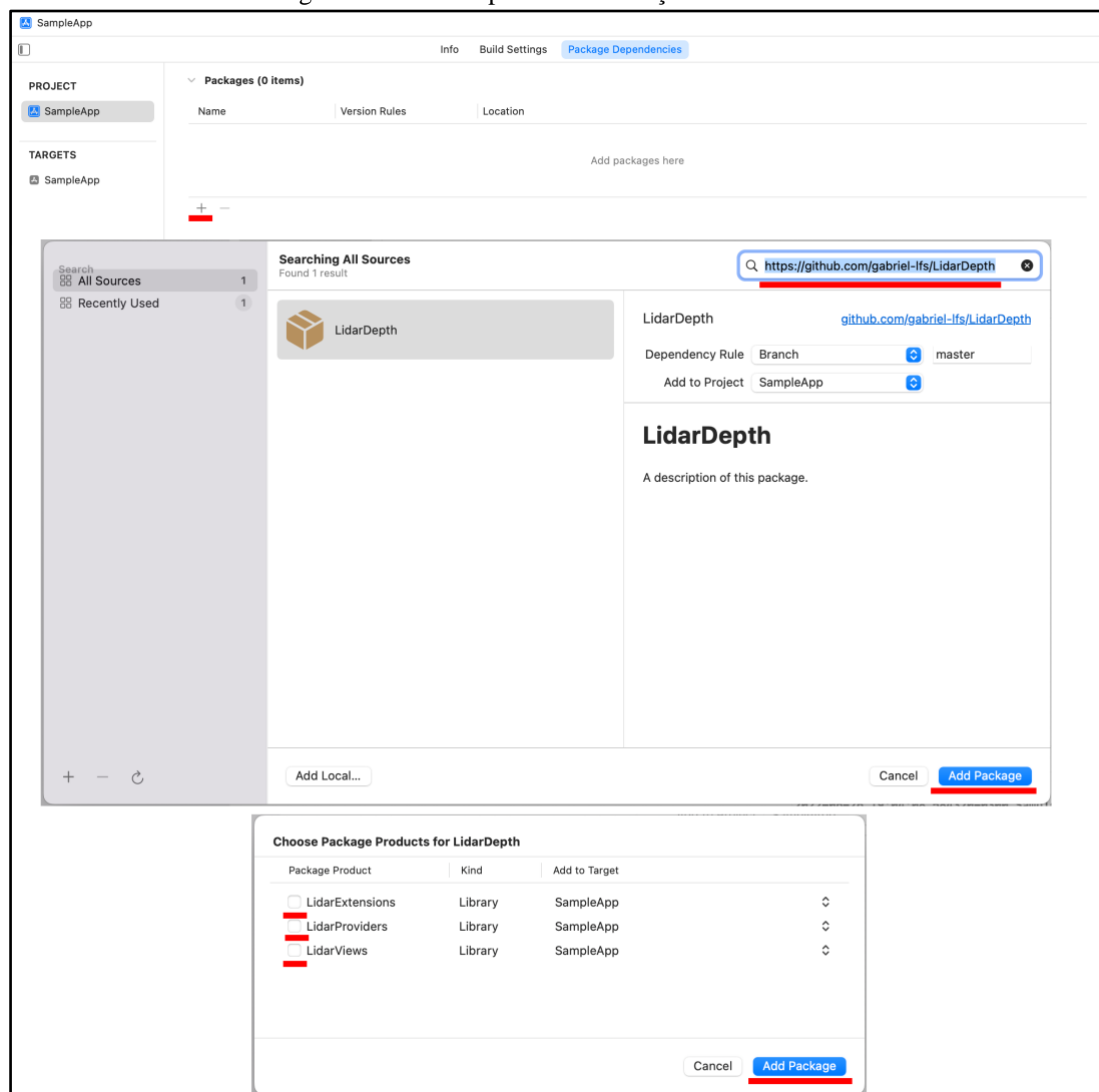 SampleApp
Info Build Settings Package Dependencies
PROJECT
SampleApp
TARGETS
SampleApp
Packages (0 items)
Name Version Rules Location
Add packages here
+ −
Search
All Sources 1
Recently Used 1
Searching All Sources
Found 1 result
https://github.com/gabriel-lfs/LidarDepth
LidarDepth
LidarDepth github.com/gabriel-lfs/LidarDepth
Dependency Rule Branch master
Add to Project SampleApp
LidarDepth
A description of this package.
+ −
Add Local... Cancel Add Package
Choose Package Products for LidarDepth
Package Product Kind Add to Target
LidarExtensions Library SampleApp
LidarProviders Library SampleApp
LidarViews Library SampleApp
Cancel Add Package